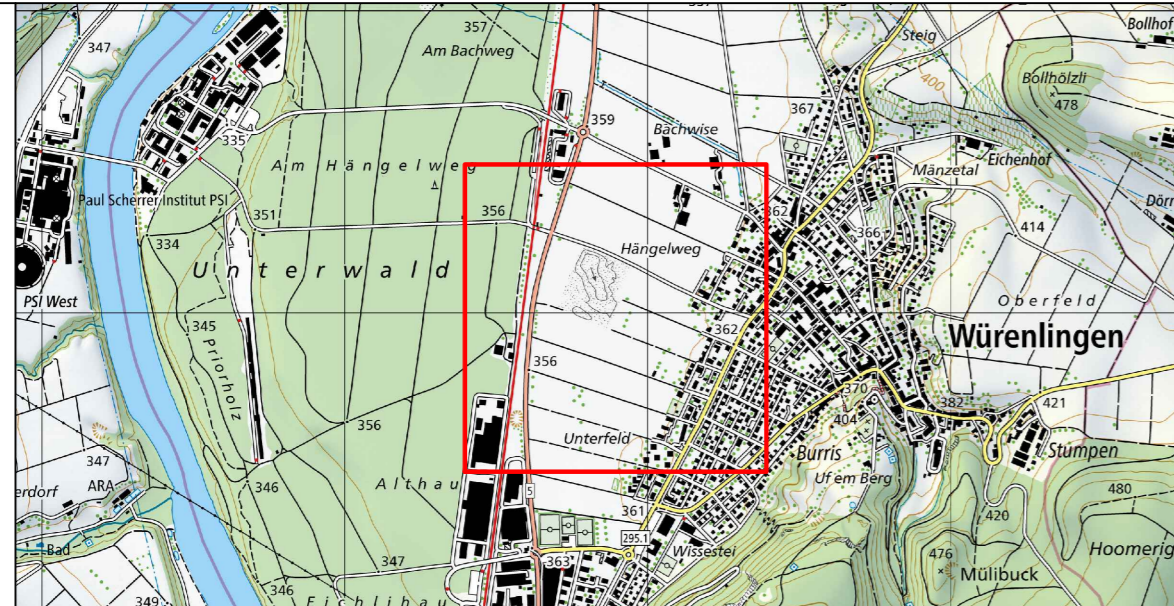 357
Am Bachweg
Steig
Bollhof
347
400
Bollhölzli
478
367
359
335
Bachwise
Eichenhof
Am Hängelweg
Mänzetal
Paul Scherrer Institut PSI
351
356
362
414
334
366
Hängelweg
Unterwald
PSI West
Oberfeld
345
362
Würenlingen
Priorholz
356
370
382
421
404
356
Unterfeld
Burris
Stumpen
347
ARA
346
Althau
Uf em Berg
480
erdorf
5
361
420
295.1
Bad
Wissestei
476
Hoomerig
347
363
Mülibuck
349
346
Eichlihau